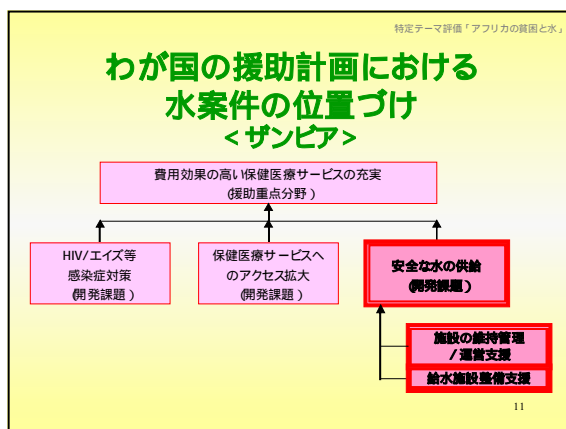 特定テーマ評価「アフリカの貧困と水」
わが国の援助計画における
水案件の位置づけ
<ザンビア>
費用効果の高い保健医療サービスの充実
(援助重点分野)
HIV/エイズ等
感染症対策
(開発課題)
保健医療サービスへ
のアクセス拡大
(開発課題)
安全な水の供給
(開発課題)
施設の維持管理
/運営支援
給水施設整備支援
11